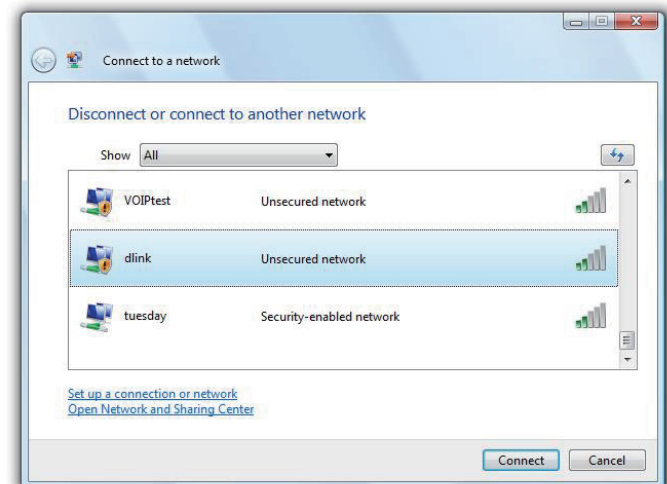 Connect to a network
Disconnect or connect to another network
Show All
VOIPtest Unsecured network
dlink Unsecured network
tuesday Security-enabled network
Set up a connection or network
Open Network and Sharing Center
Connect Cancel